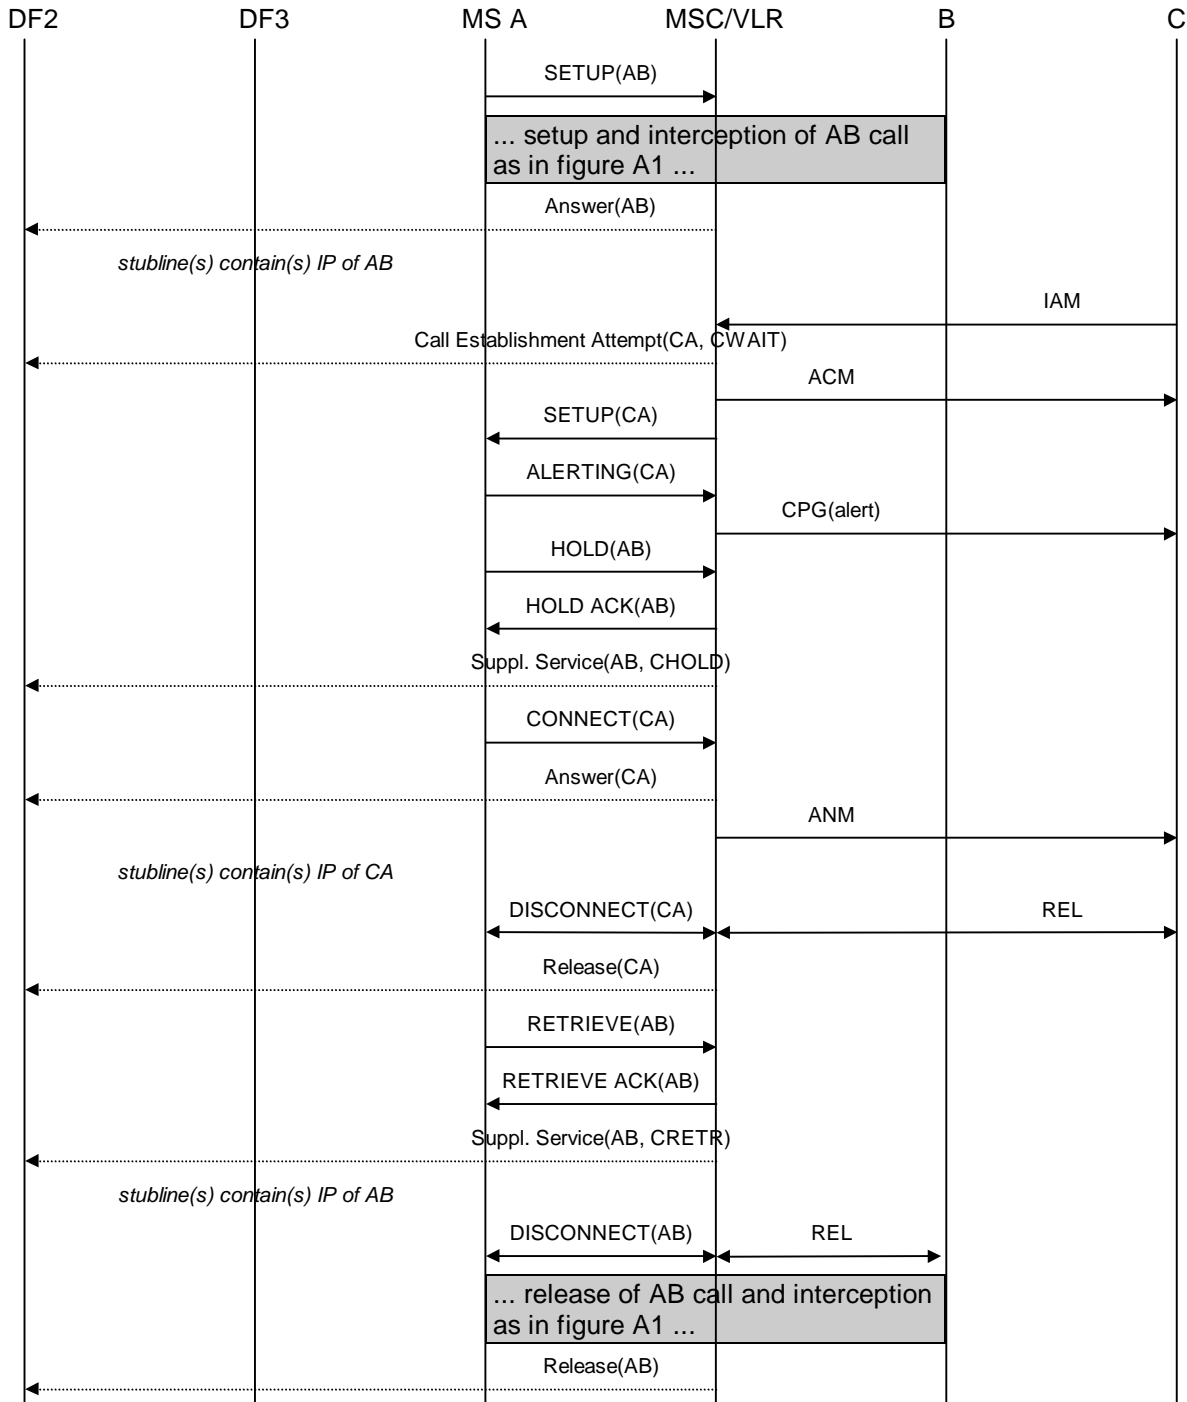 DF2 DF3 MS A MSC/VLR B C
SETUP(AB)
... setup and interception of AB call
as in figure A1 ...
Answer(AB)
stubline(s) contain(s) IP of AB
IAM
Call Establishment Attempt(CA, CWAIT)
ACM
SETUP(CA)
ALERTING(CA)
CPG(alert)
HOLD(AB)
HOLD ACK(AB)
Suppl. Service(AB, CHOLD)
CONNECT(CA)
Answer(CA)
ANM
stubline(s) contain(s) IP of CA
DISCONNECT(CA) REL
Release(CA)
RETRIEVE(AB)
RETRIEVE ACK(AB)
Suppl. Service(AB, CRETR)
stubline(s) contain(s) IP of AB
DISCONNECT(AB) REL
... release of AB call and interception
as in figure A1 ...
Release(AB)